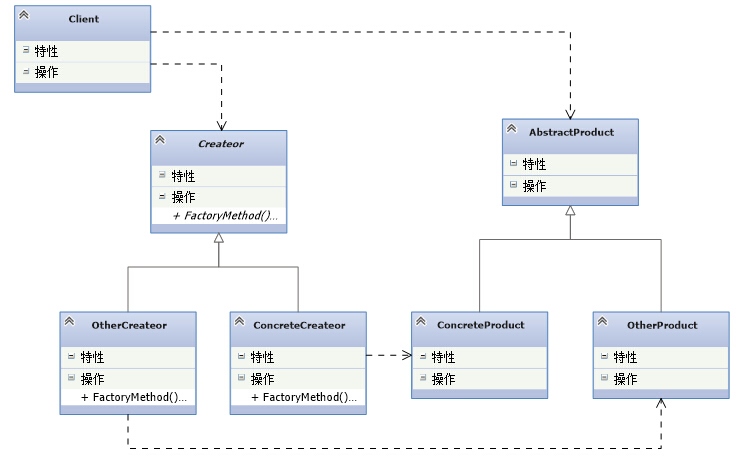 Client
特性
操作
Createor
特性
操作
+ FactoryMethod()...
AbstractProduct
特性
操作
OtherCreateor
特性
操作
+ FactoryMethod()...
ConcreteCreateor
特性
操作
+ FactoryMethod()...
ConcreteProduct
特性
操作
OtherProduct
特性
操作